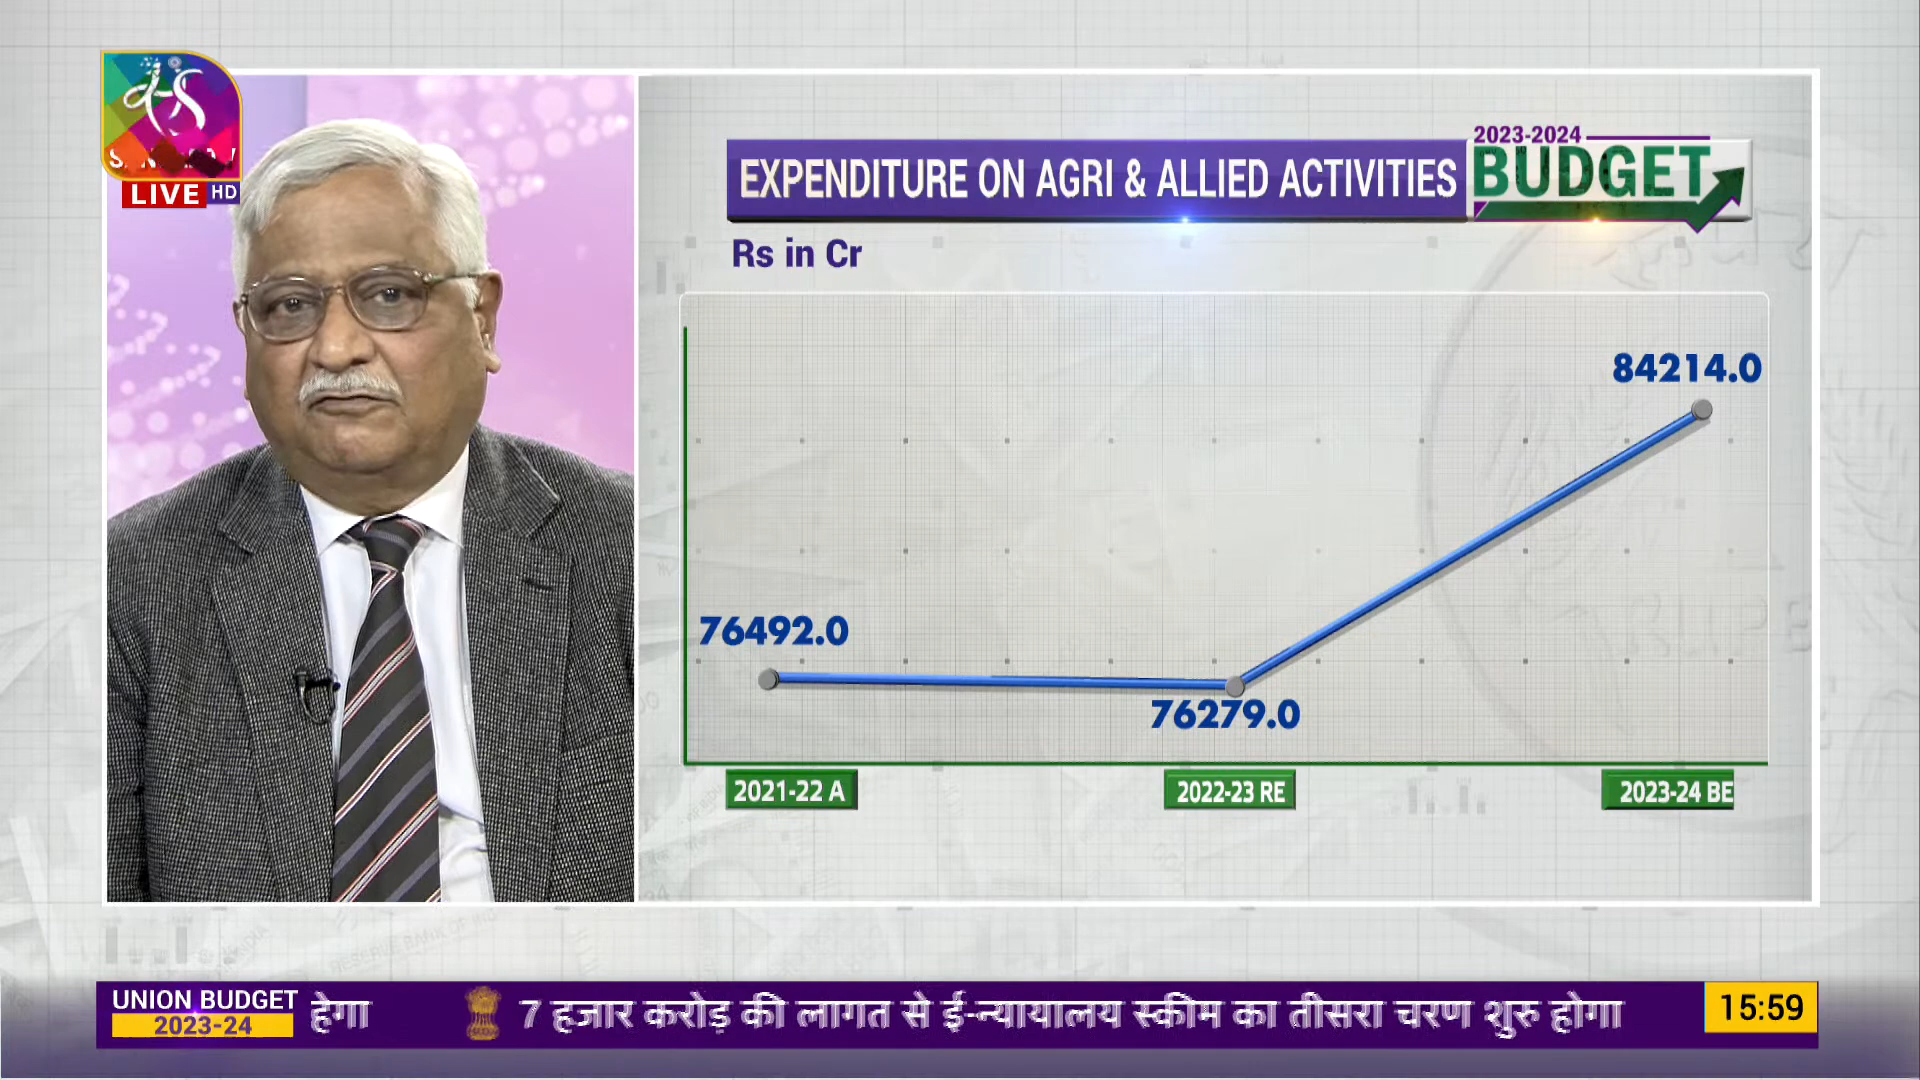 LIVE HD
2023-2024
EXPENDITURE ON AGRI & ALLIED ACTIVITIES BUDGET
Rs in Cr
84214.0
76492.0
76279.0
2021-22 A 2022-23 RE 2023-24 BE
UNION BUDGET
2023-24
हेगा 7 हजार करोड़ की लागत से ई-न्यायालय स्कीम का तीसरा चरण शुरु होगा
15:59